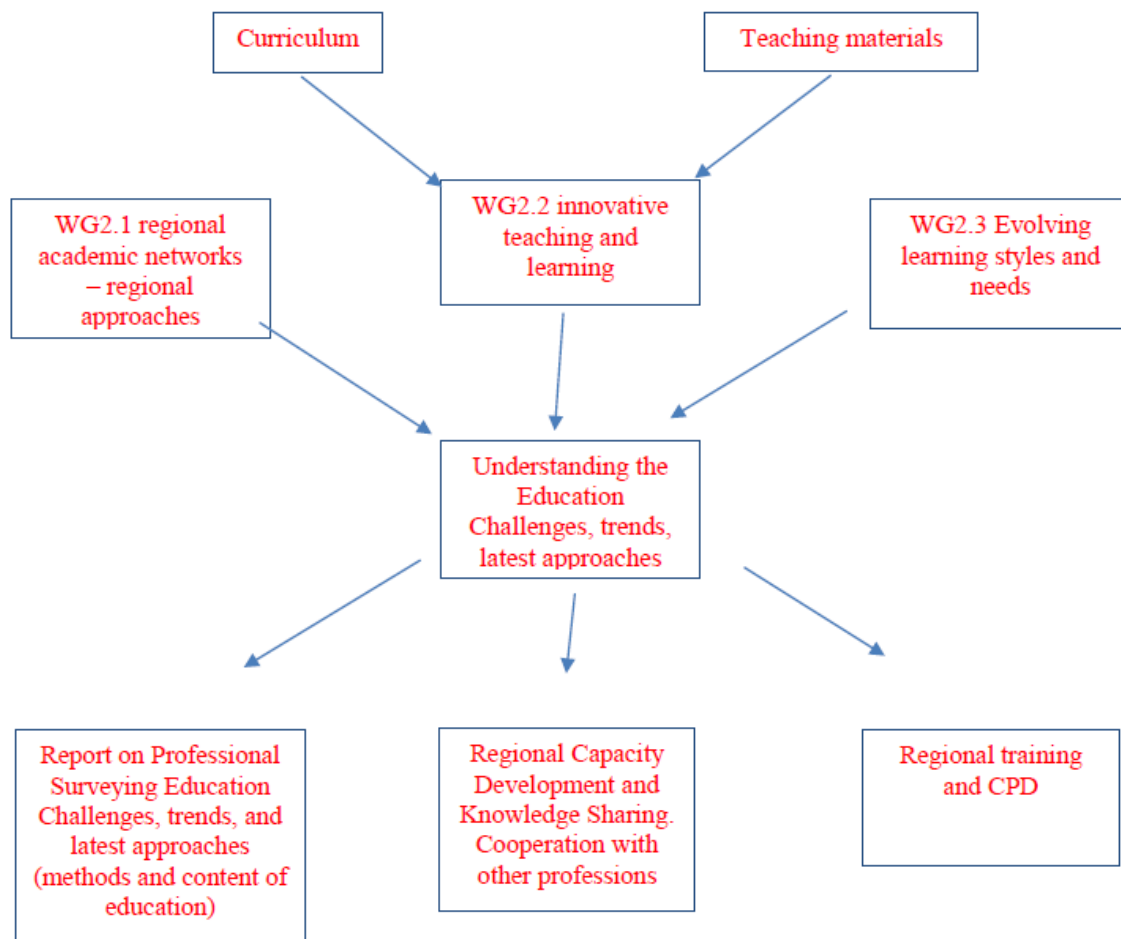 Curriculum
Teaching materials
WG2.1 regional
academic networks
– regional
approaches
WG2.2 innovative
teaching and
learning
WG2.3 Evolving
learning styles and
needs
Understanding the
Education
Challenges, trends,
latest approaches
Report on Professional
Surveying Education
Challenges, trends, and
latest approaches
(methods and content of
education)
Regional Capacity
Development and
Knowledge Sharing.
Cooperation with
other professions
Regional training
and CPD